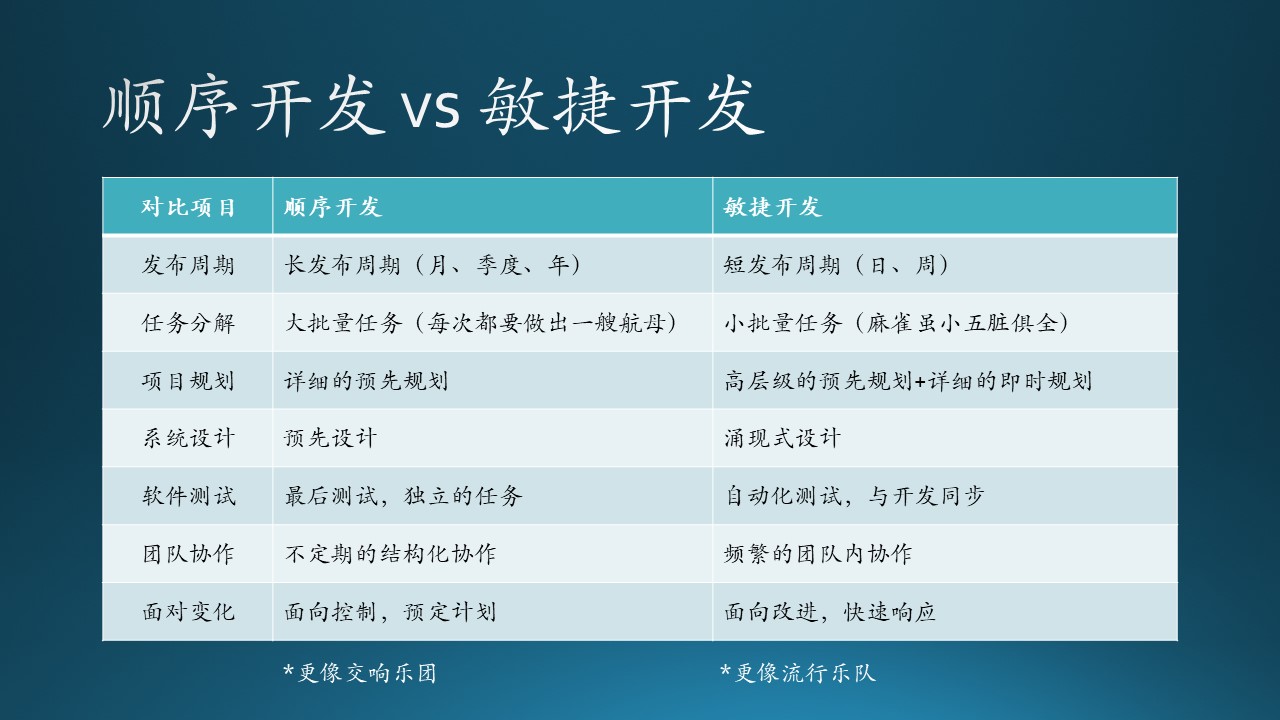 顺序开发 vs 敏捷开发
对比项目 顺序开发 敏捷开发
发布周期 长发布周期（月、季度、年） 短发布周期（日、周）
任务分解 大批量任务（每次都要做出一艘航母） 小批量任务（麻雀虽小五脏俱全）
项目规划 详细的预先规划 高层级的预先规划+详细的即时规划
系统设计 预先设计 涌现式设计
软件测试 最后测试，独立的任务 自动化测试，与开发同步
团队协作 不定期的结构化协作 频繁的团队内协作
面对变化 面向控制，预定计划 面向改进，快速响应
*更像交响乐团 *更像流行乐队